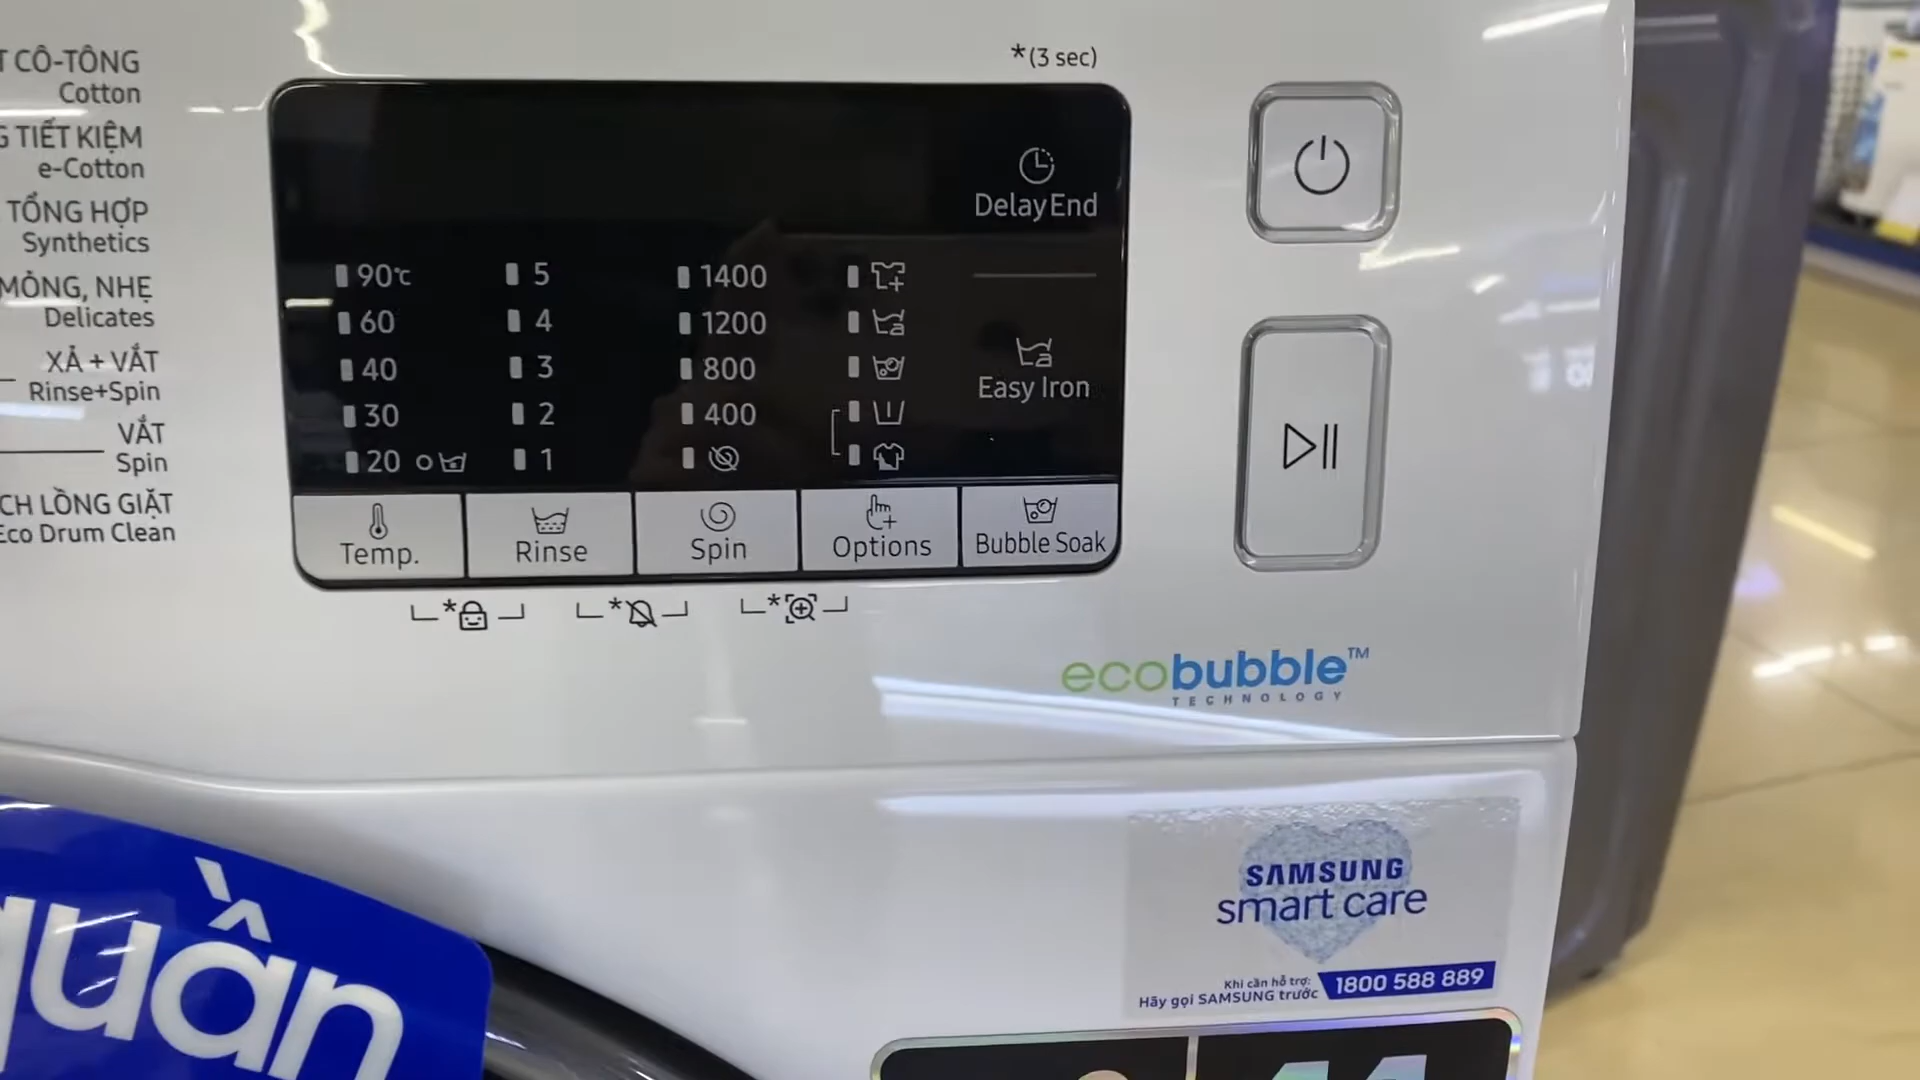 CÔ-TÔNG
Cotton
TIẾT KIỆM
e-Cotton
TỔNG HỢP
Synthetics
MỎNG, NHẸ
Delicates
XẢ + VẮT
Rinse+Spin
VẮT
Spin
LỒNG GIẶT
Eco Drum Clean
*(3 sec)
DelayEnd
90℃ 5 1400
60 4 1200
40 3 800
Easy Iron
30 2 400
20 1
Temp. Rinse Spin Options Bubble Soak
* * *
ecobubble™
TECHNOLOGY
SAMSUNG
smart care
Khi cần hỗ trợ:
Hãy gọi SAMSUNG trước
1800 588 889